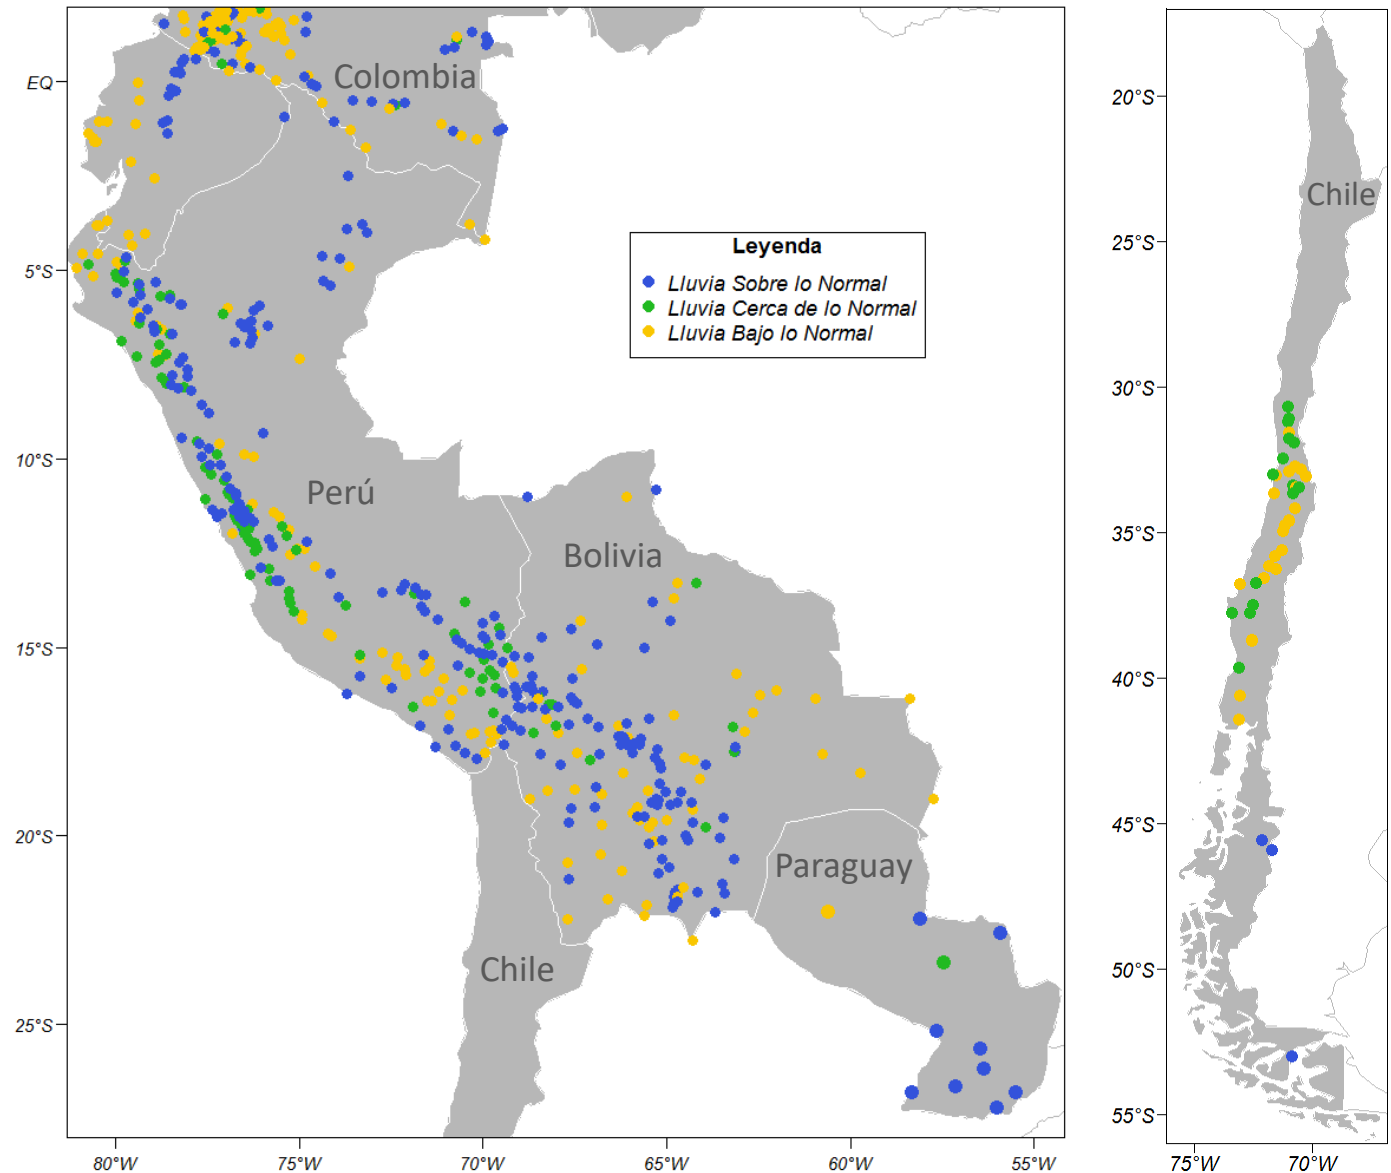 Colombia
EQ
5°S
10°S
15°S
20°S
25°S
Perú
Bolivia
Paraguay
Chile
Leyenda
Lluvia Sobre lo Normal
Lluvia Cerca de lo Normal
Lluvia Bajo lo Normal
80°W 75°W 70°W 65°W 60°W 55°W
Chile
20°S
25°S
30°S
35°S
40°S
45°S
50°S
55°S
75°W 70°W